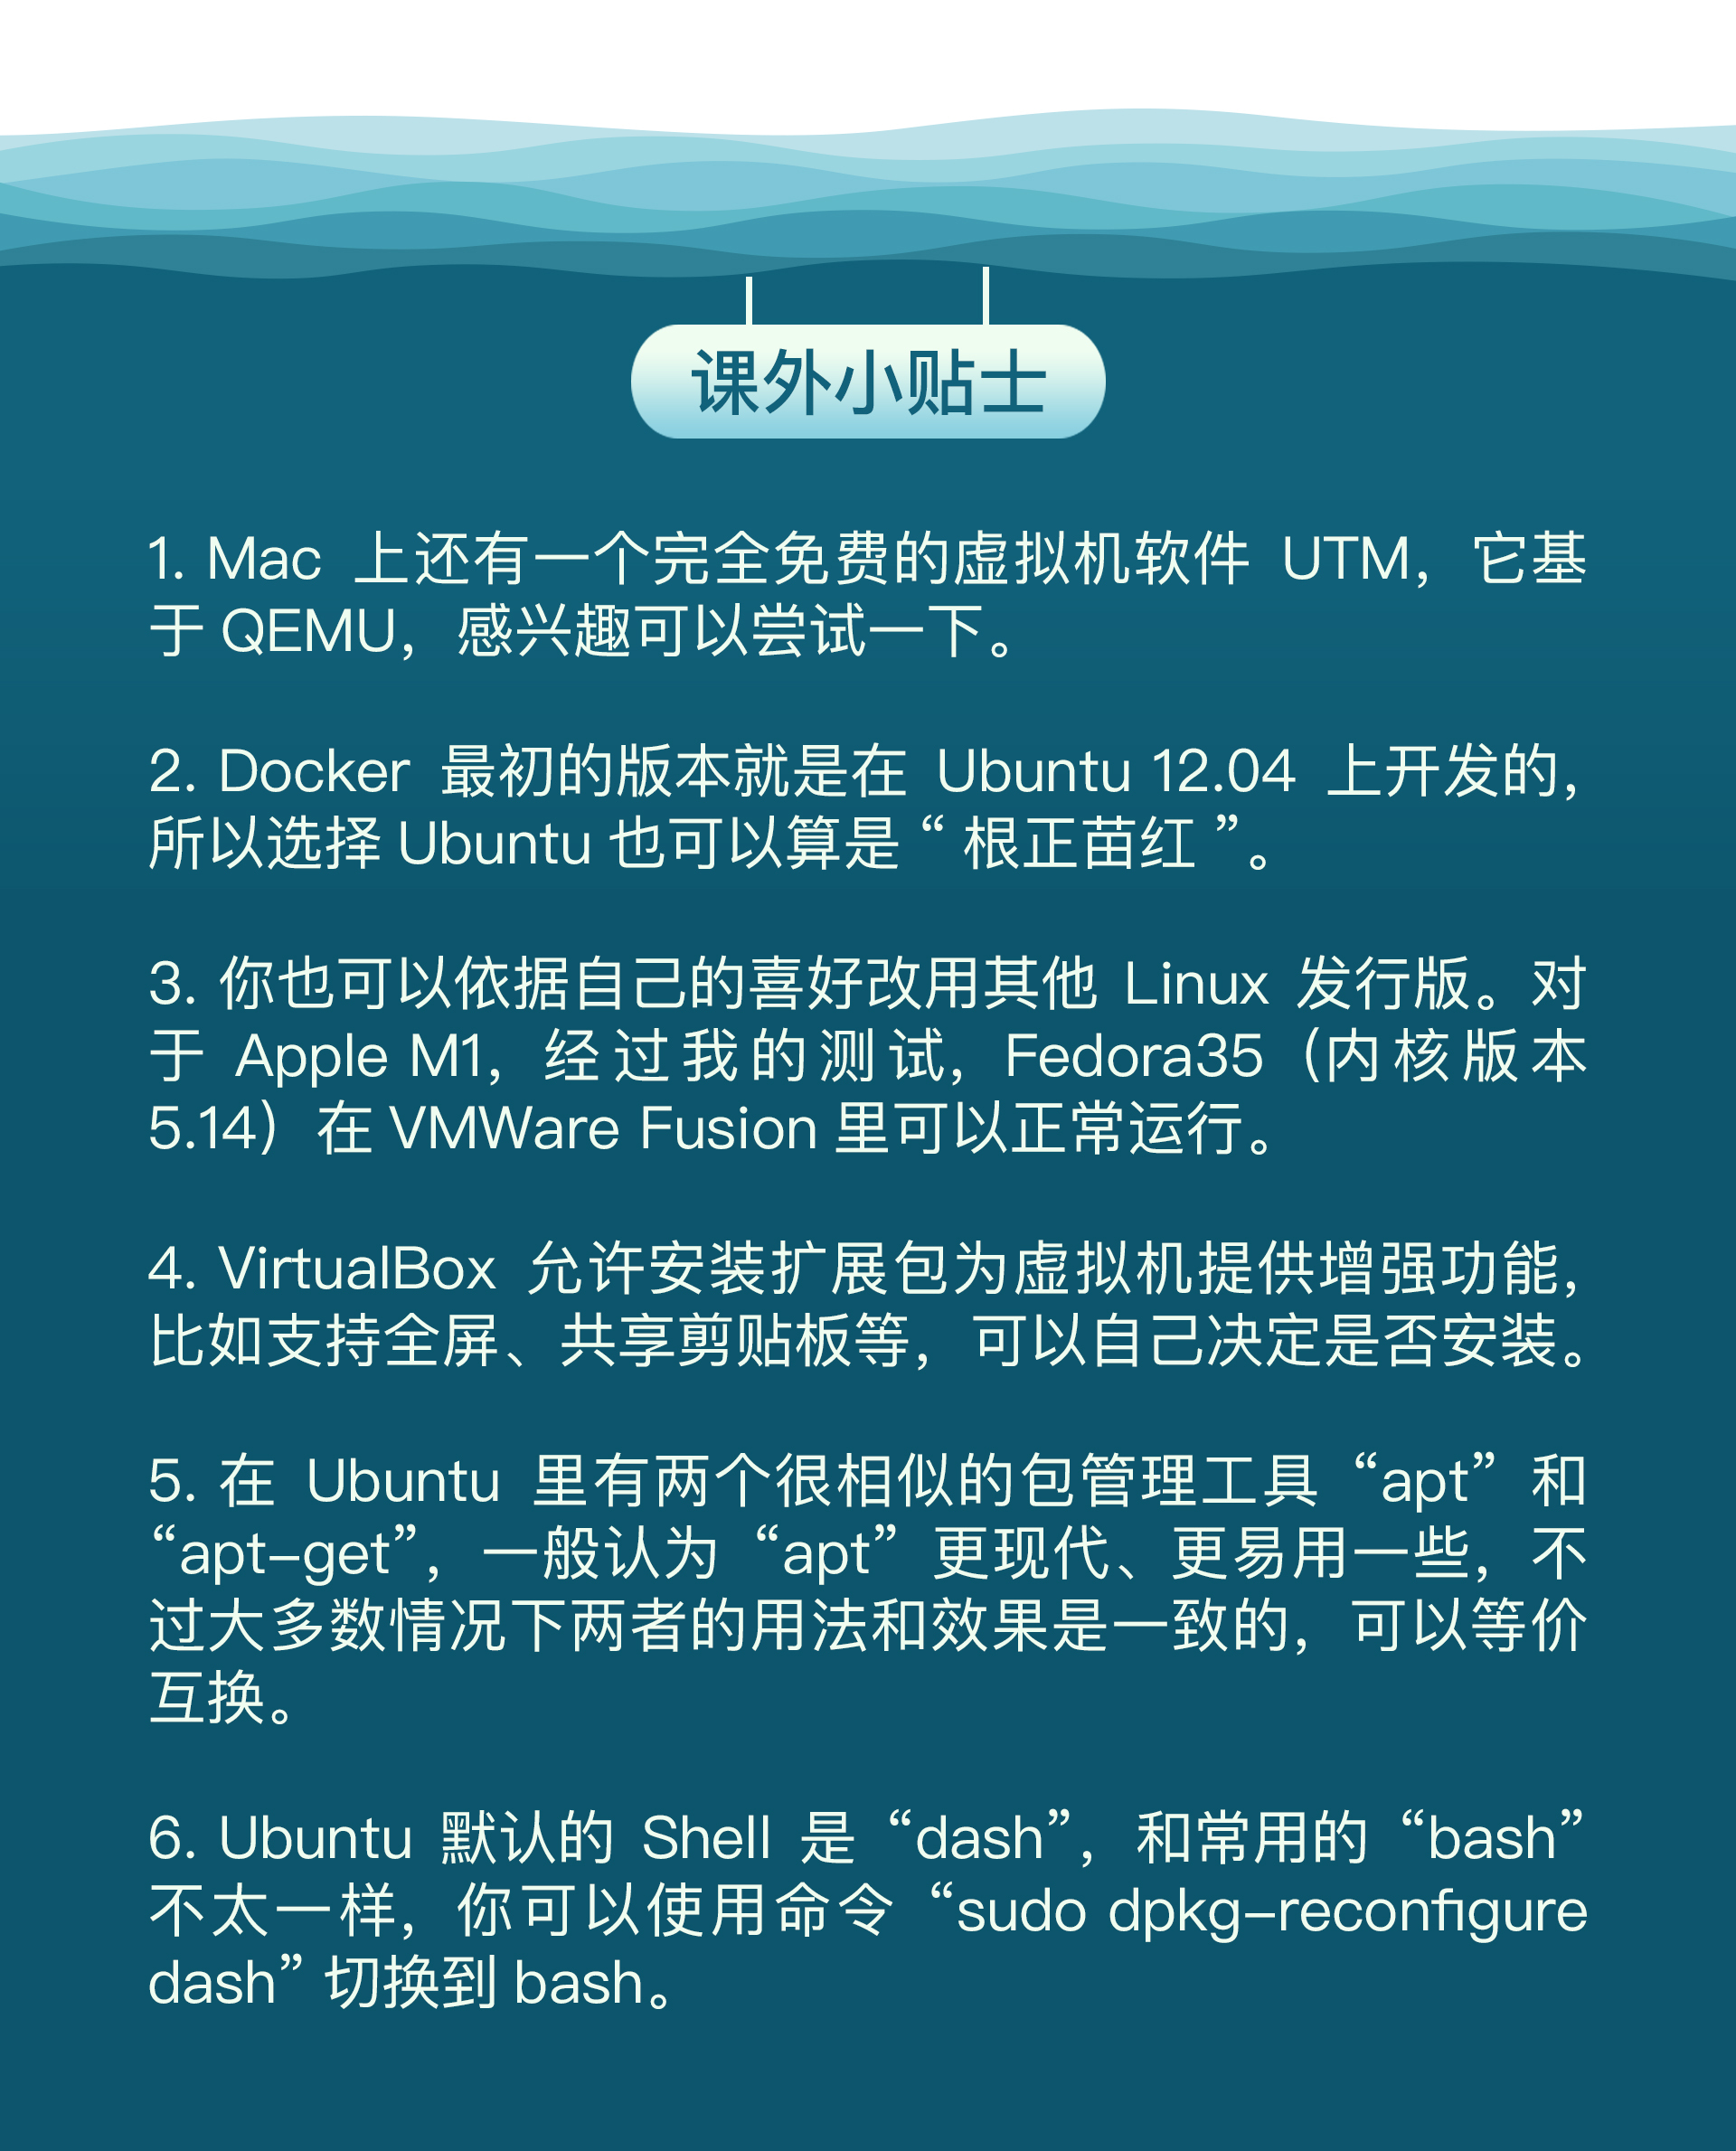 课外小贴士
1. Mac 上还有一个完全免费的虚拟机软件 UTM，它基
于 QEMU，感兴趣可以尝试一下。
2. Docker 最初的版本就是在 Ubuntu 12.04 上开发的，
所以选择 Ubuntu 也可以算是 “ 根正苗红 ”。
3. 你也可以依据自己的喜好改用其他 Linux 发行版。对
于 Apple M1，经过我的测试，Fedora35（内核版本
5.14）在 VMWare Fusion 里可以正常运行。
4. VirtualBox 允许安装扩展包为虚拟机提供增强功能，
比如支持全屏、共享剪贴板等，可以自己决定是否安装。
5. 在 Ubuntu 里有两个很相似的包管理工具 “apt” 和
“apt-get”，一般认为 “apt” 更现代、更易用一些，不
过大多数情况下两者的用法和效果是一致的，可以等价
互换。
6. Ubuntu 默认的 Shell 是 “dash”，和常用的 “bash”
不太一样，你可以使用命令 “sudo dpkg-reconfigure
dash” 切换到 bash。